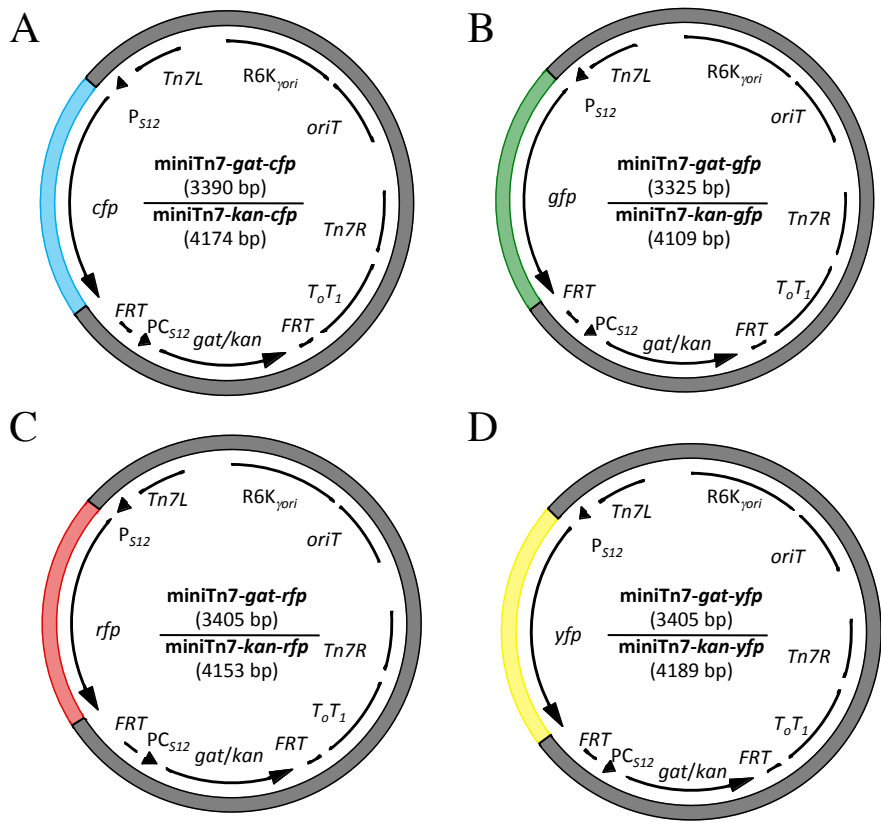 A
Tn7L
R6Kγori
PS12
oriT
miniTn7-gat-cfp
(3390 bp)
cfp
miniTn7-kan-cfp
(4174 bp)
Tn7R
FRT
ToT1
PCS12
gat/kan
FRT
B
Tn7L
R6Kγori
PS12
oriT
miniTn7-gat-gfp
(3325 bp)
gfp
miniTn7-kan-gfp
(4109 bp)
Tn7R
FRT
ToT1
PCS12
gat/kan
FRT
C
Tn7L
R6Kγori
PS12
oriT
miniTn7-gat-rfp
(3405 bp)
rfp
miniTn7-kan-rfp
(4153 bp)
Tn7R
FRT
ToT1
PCS12
gat/kan
FRT
D
Tn7L
R6Kγori
PS12
oriT
miniTn7-gat-yfp
(3405 bp)
yfp
miniTn7-kan-yfp
(4189 bp)
Tn7R
FRT
ToT1
PCS12
gat/kan
FRT